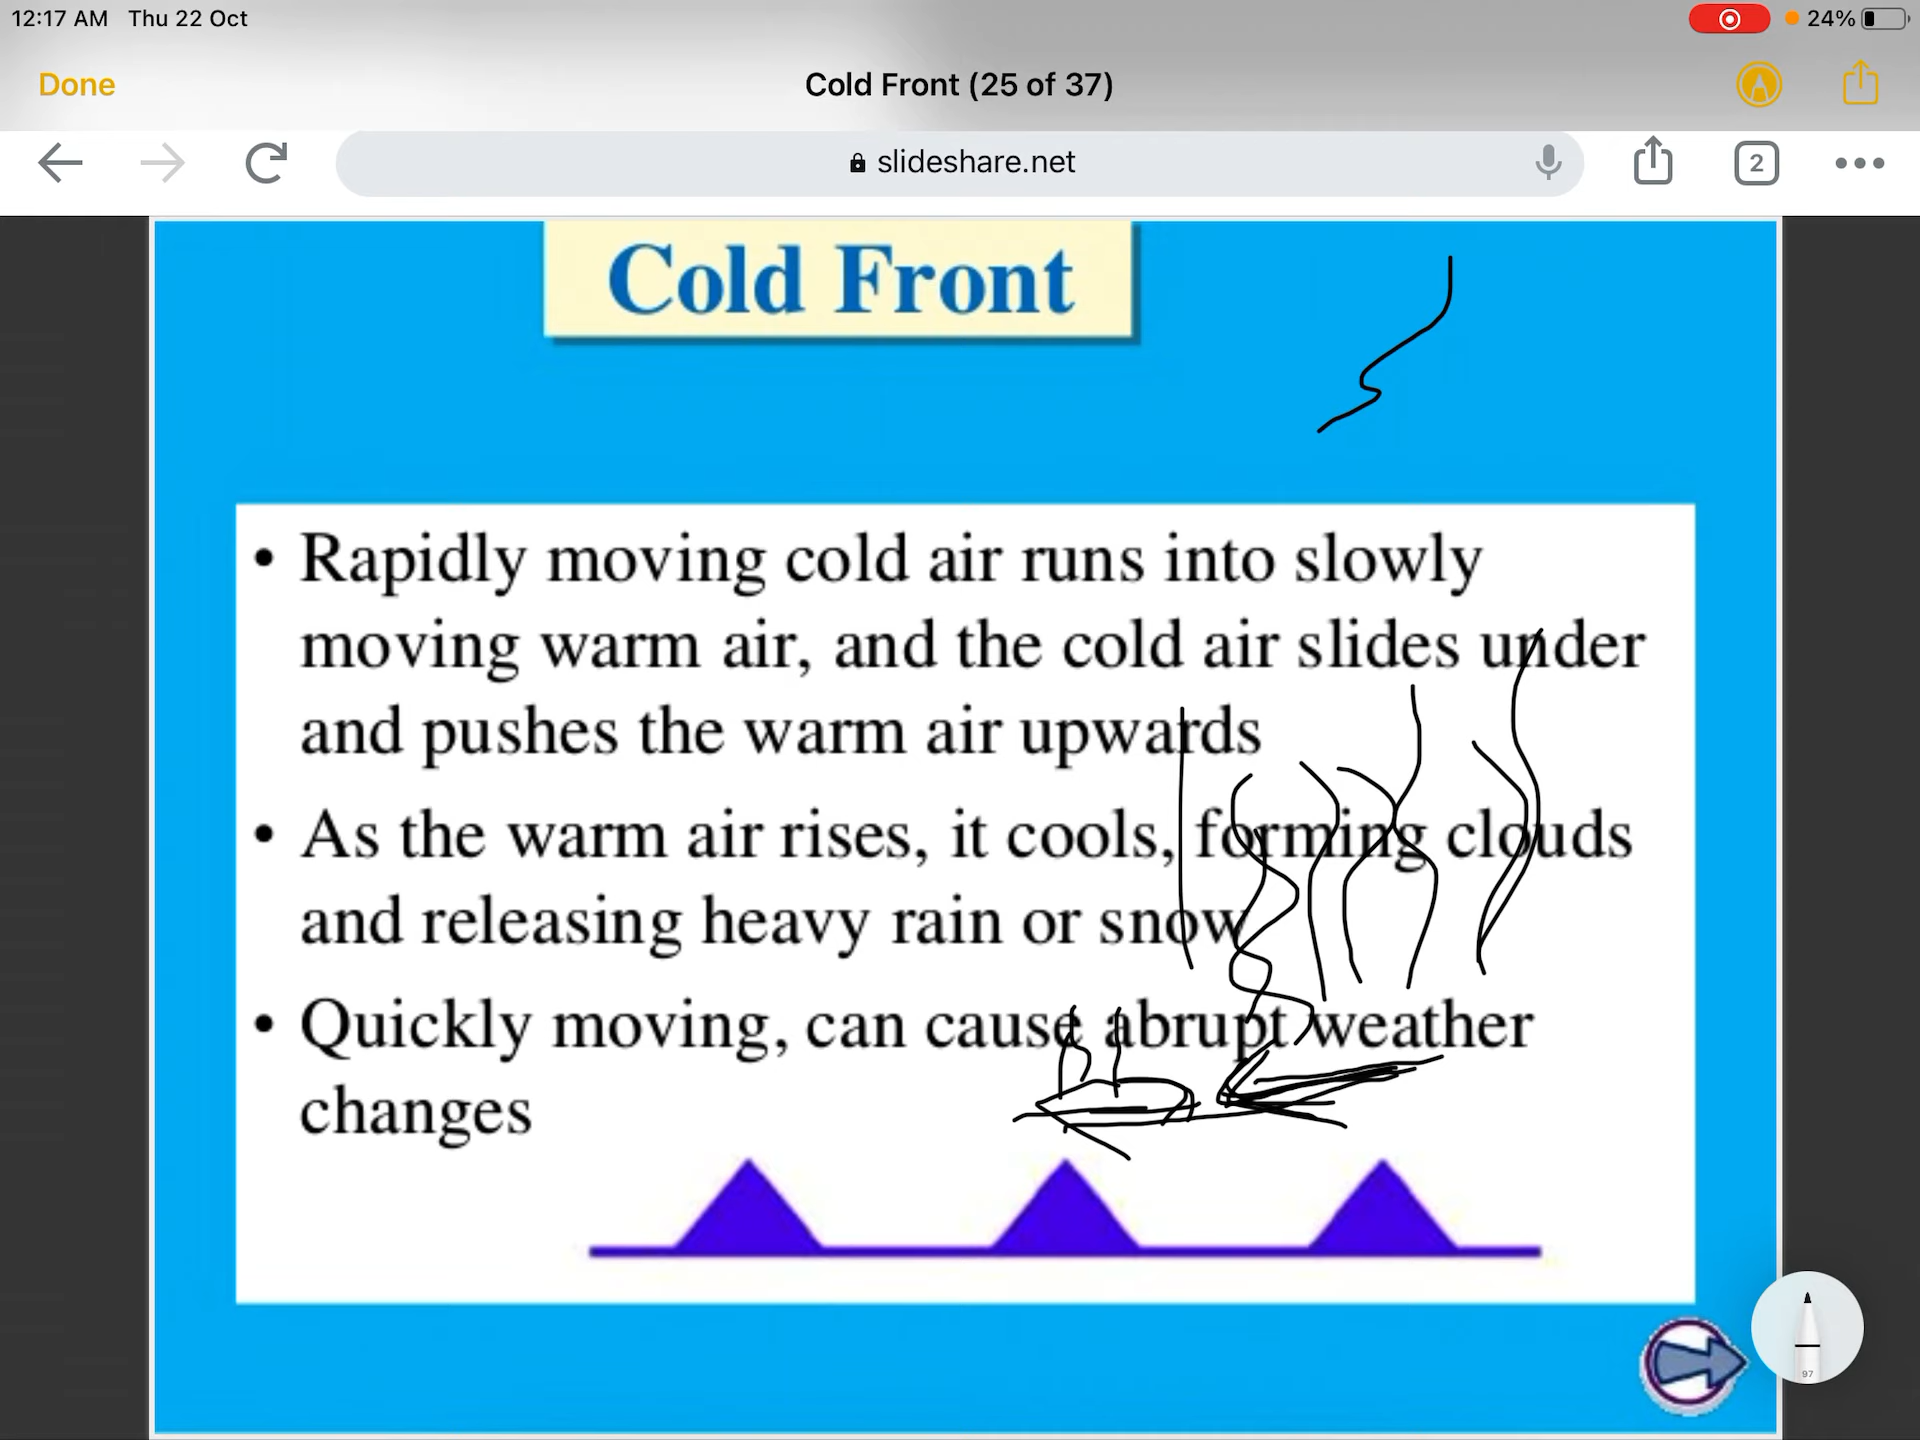 12:17 AM Thu 22 Oct
24%
Done
Cold Front (25 of 37)
slideshare.net
2
Cold Front
• Rapidly moving cold air runs into slowly
moving warm air, and the cold air slides under
and pushes the warm air upwards
• As the warm air rises, it cools, forming clouds
and releasing heavy rain or snow
• Quickly moving, can cause abrupt weather
changes
97